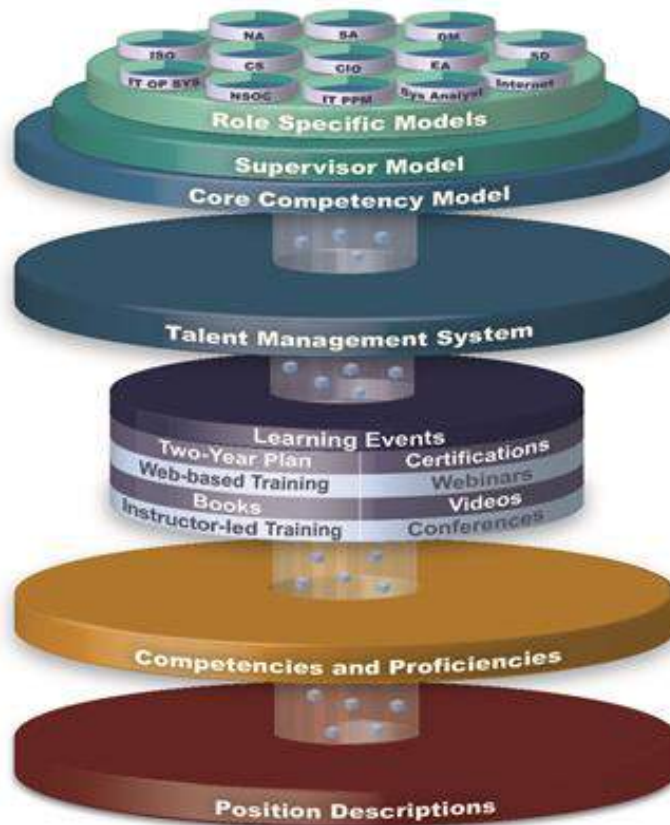 NA SA DM
ISO CS CIO EA SD
IT OP SYS NSOC IT PPM Sys Analyst Internet
Role Specific Models
Supervisor Model
Core Competency Model
Talent Management System
Learning Events
Two-Year Plan Certifications
Web-based Training Webinars
Books Videos
Instructor-led Training Conferences
Competencies and Proficiencies
Position Descriptions